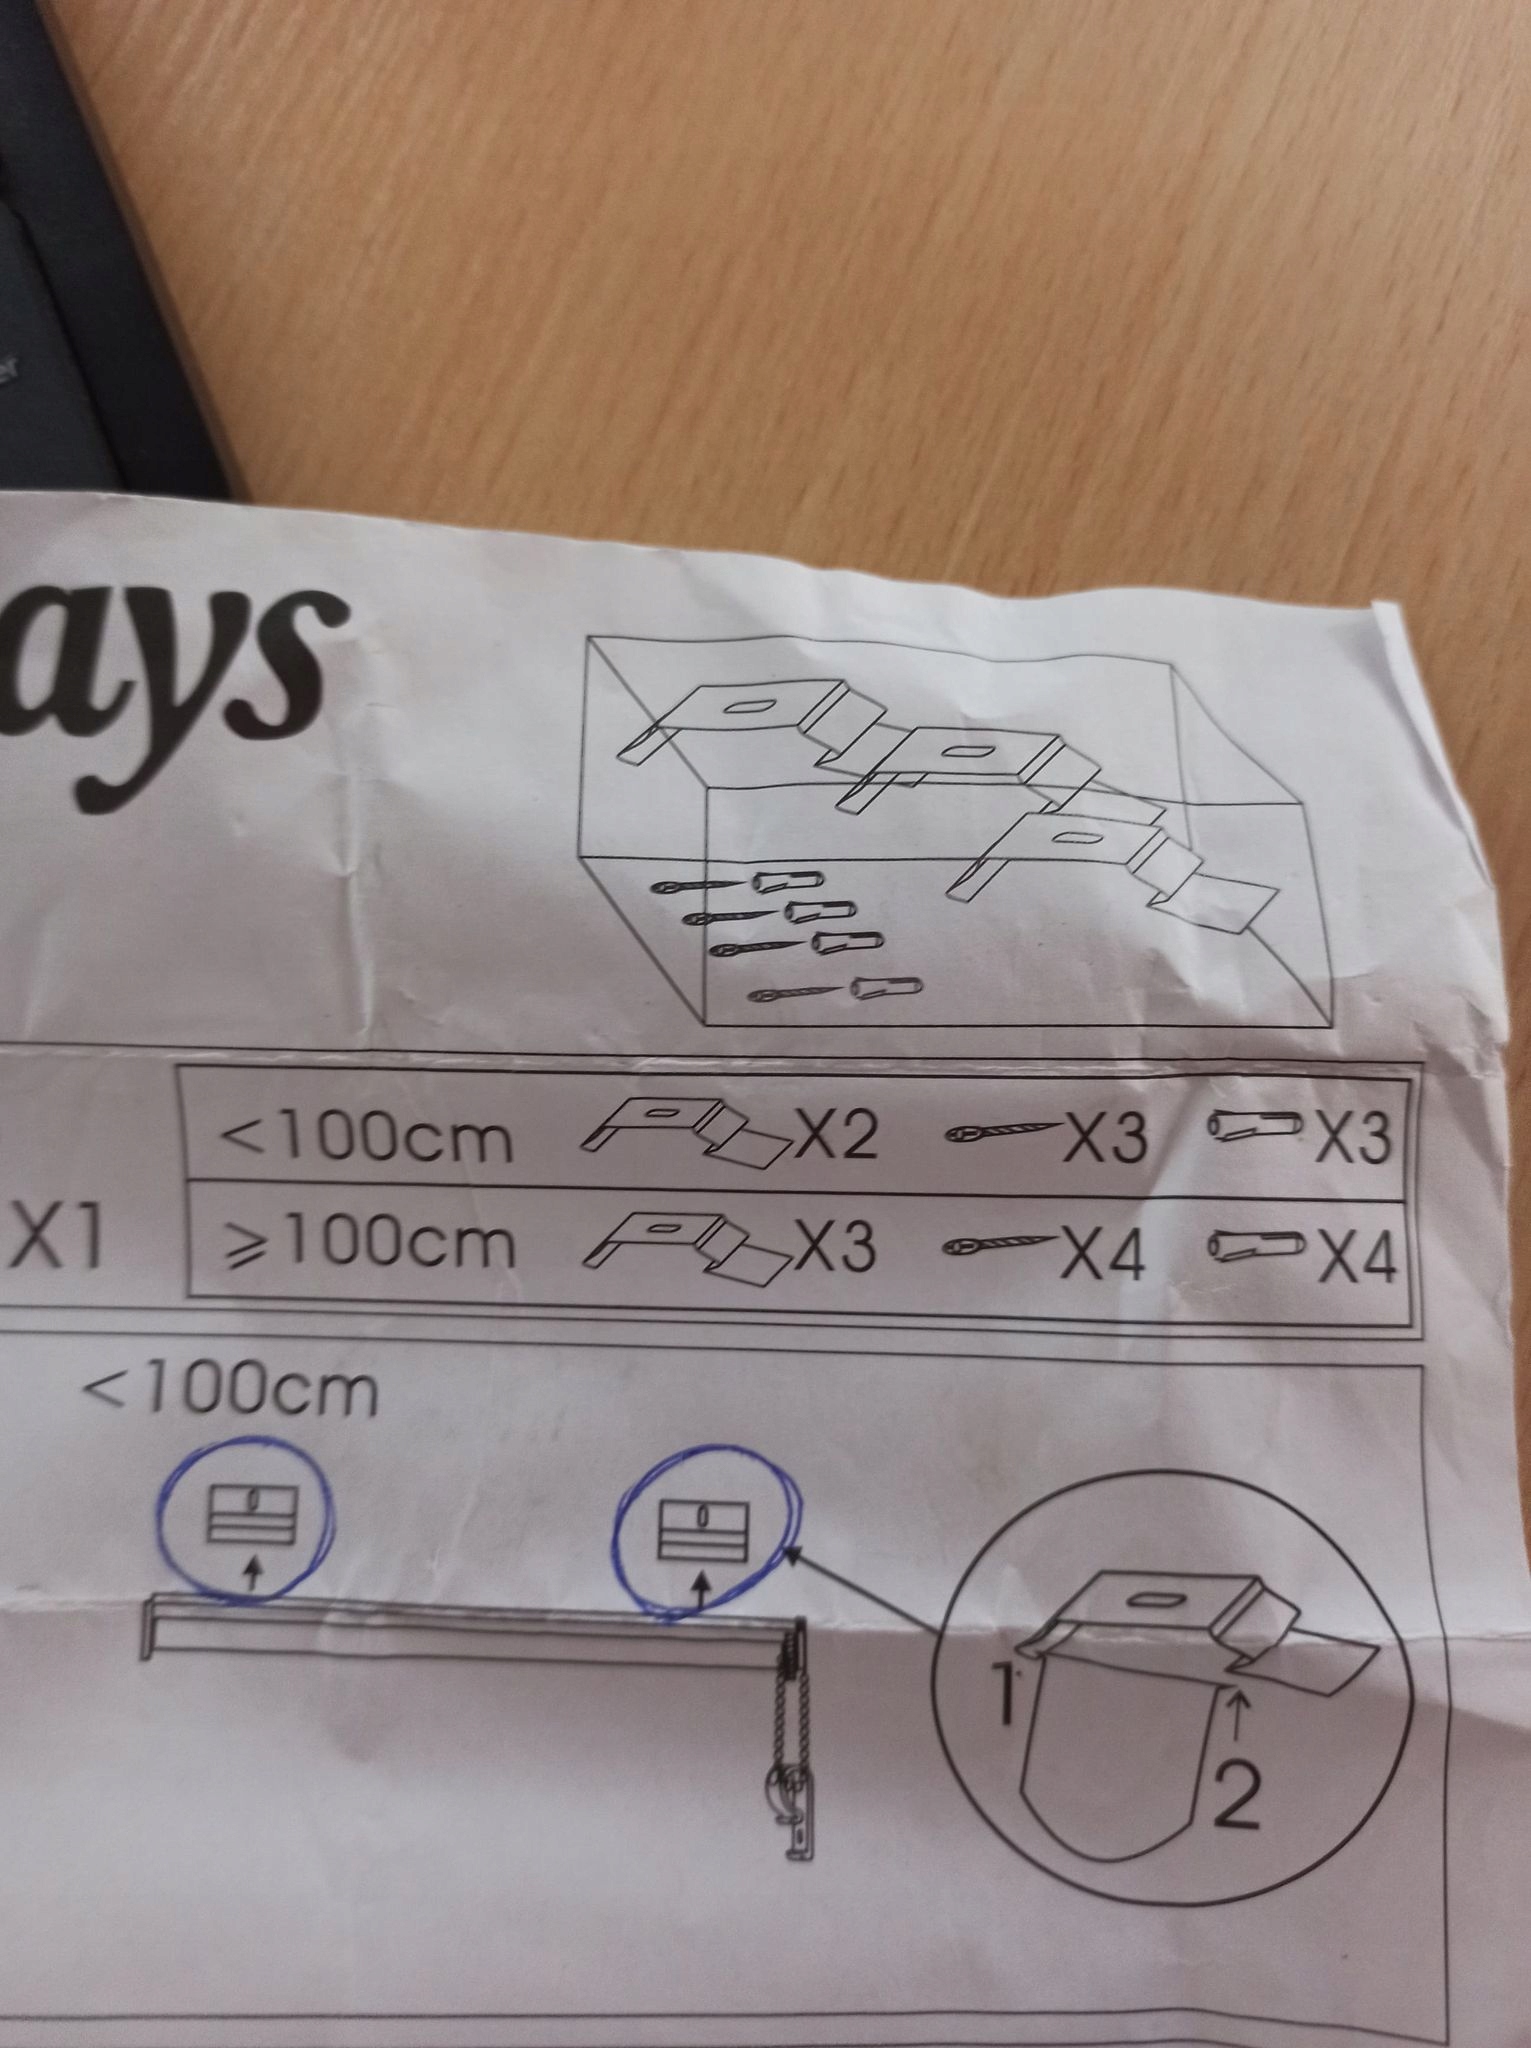 ays
<100cm X2 X3 X3
X1
⩾100cm X3 X4 X4
<100cm
1
2